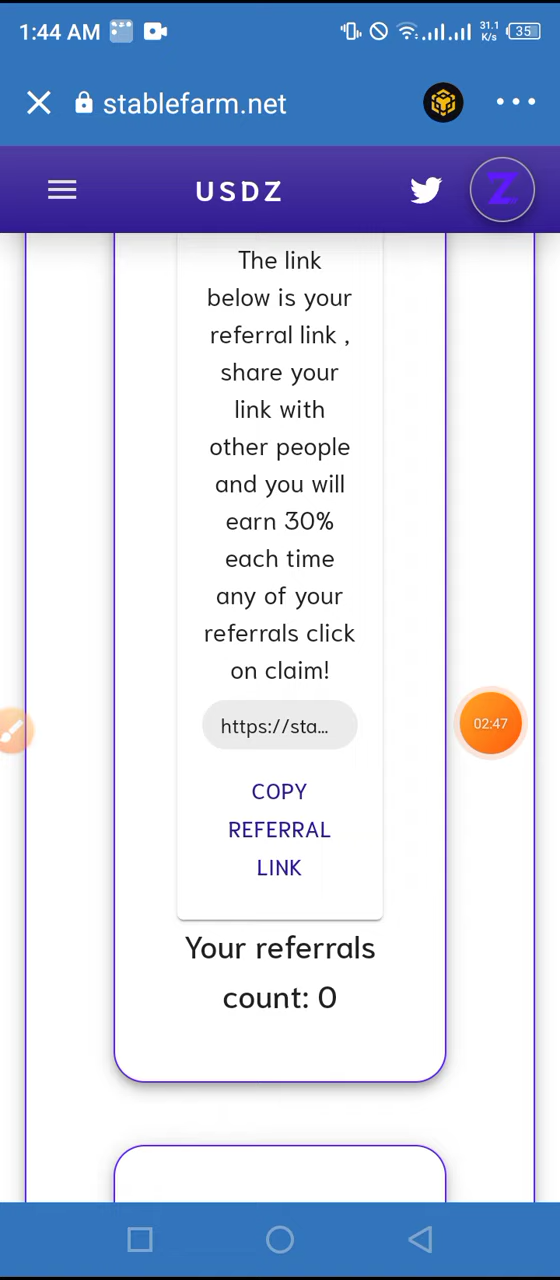 1:44 AM
31.1
K/s
35
stablefarm.net
USDZ
Z
The link
below is your
referral link ,
share your
link with
other people
and you will
earn 30%
each time
any of your
referrals click
on claim!
https://sta...
02:47
COPY
REFERRAL
LINK
Your referrals
count: 0